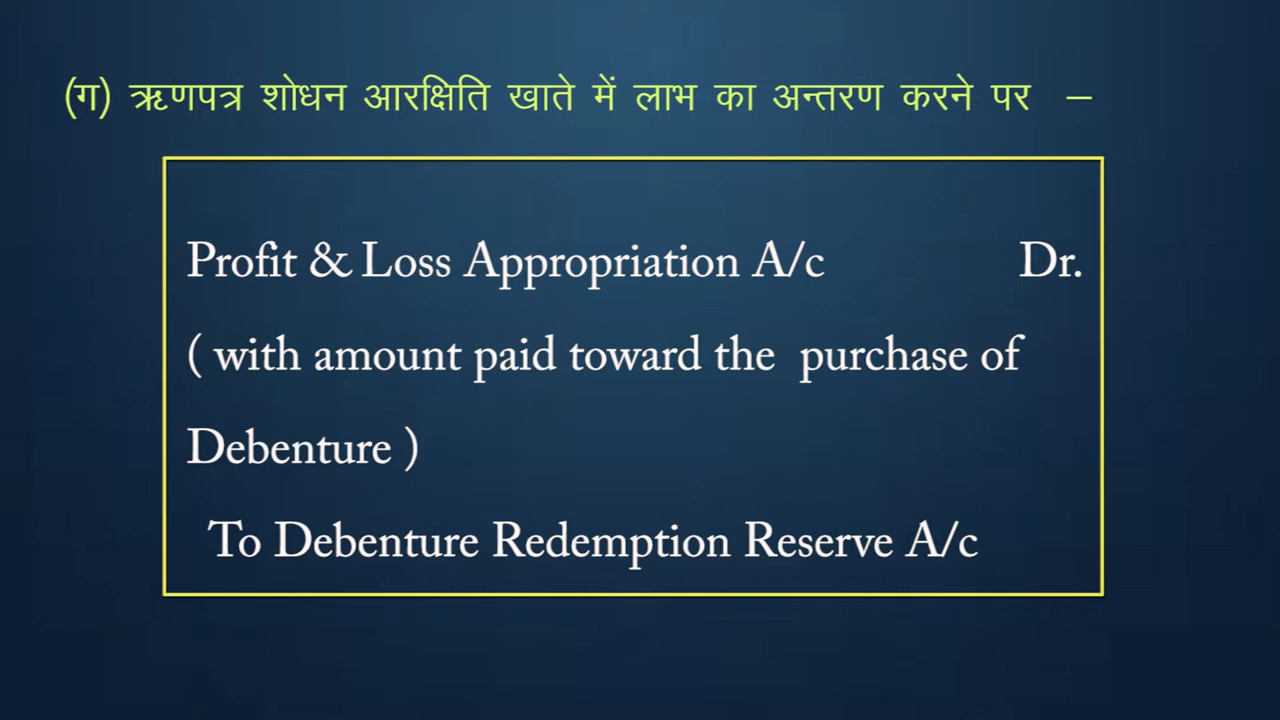 (ग) ऋणपत्र शोधन आरक्षिति खाते में लाभ का अन्तरण करने पर –
Profit & Loss Appropriation A/c Dr.
( with amount paid toward the purchase of
Debenture )
To Debenture Redemption Reserve A/c